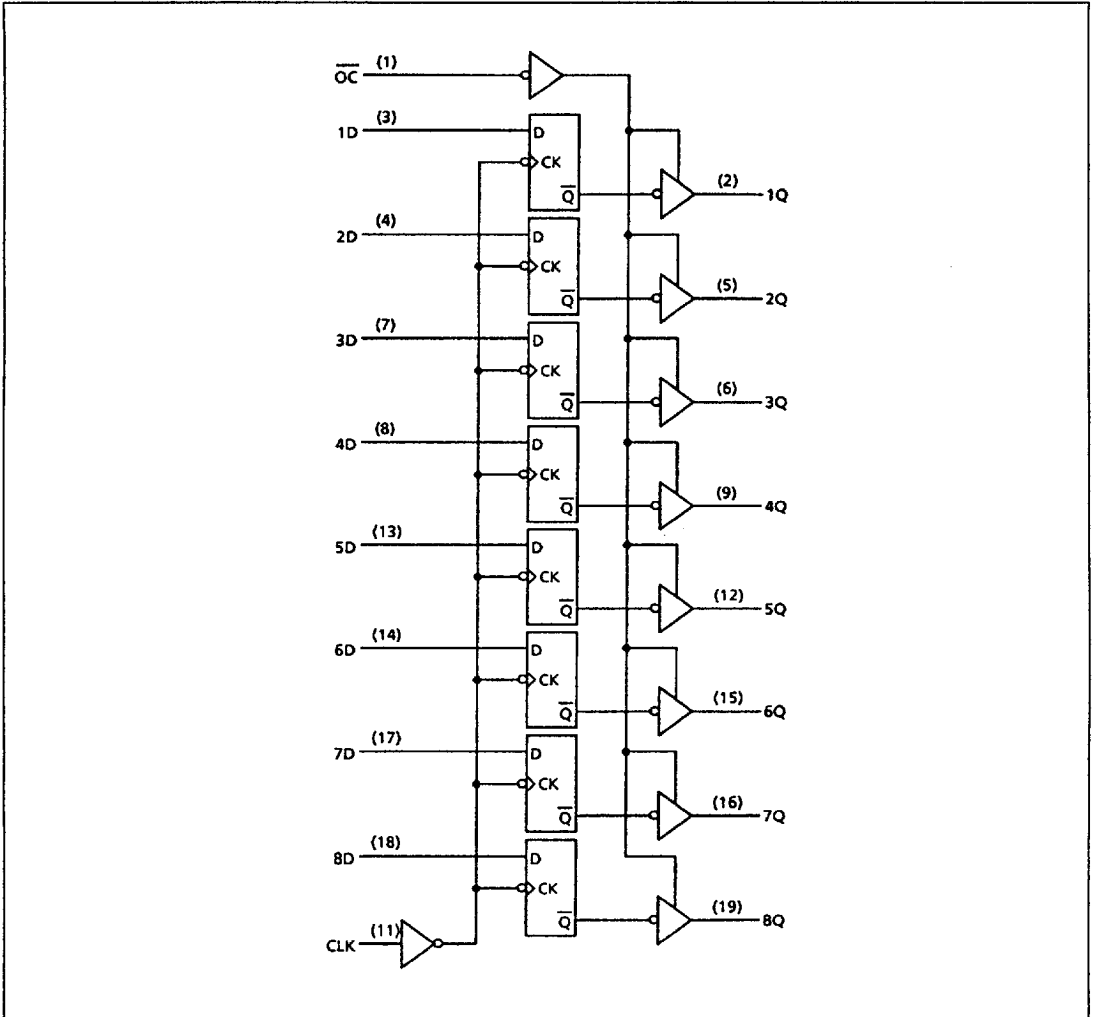 O̅C̅ (1)
1D (3) D
CK
Q̅ (2) 1Q
2D (4) D
CK
Q̅ (5) 2Q
3D (7) D
CK
Q̅ (6) 3Q
4D (8) D
CK
Q̅ (9) 4Q
5D (13) D
CK
Q̅ (12) 5Q
6D (14) D
CK
Q̅ (15) 6Q
7D (17) D
CK
Q̅ (16) 7Q
8D (18) D
CK
Q̅ (19) 8Q
CLK (11)